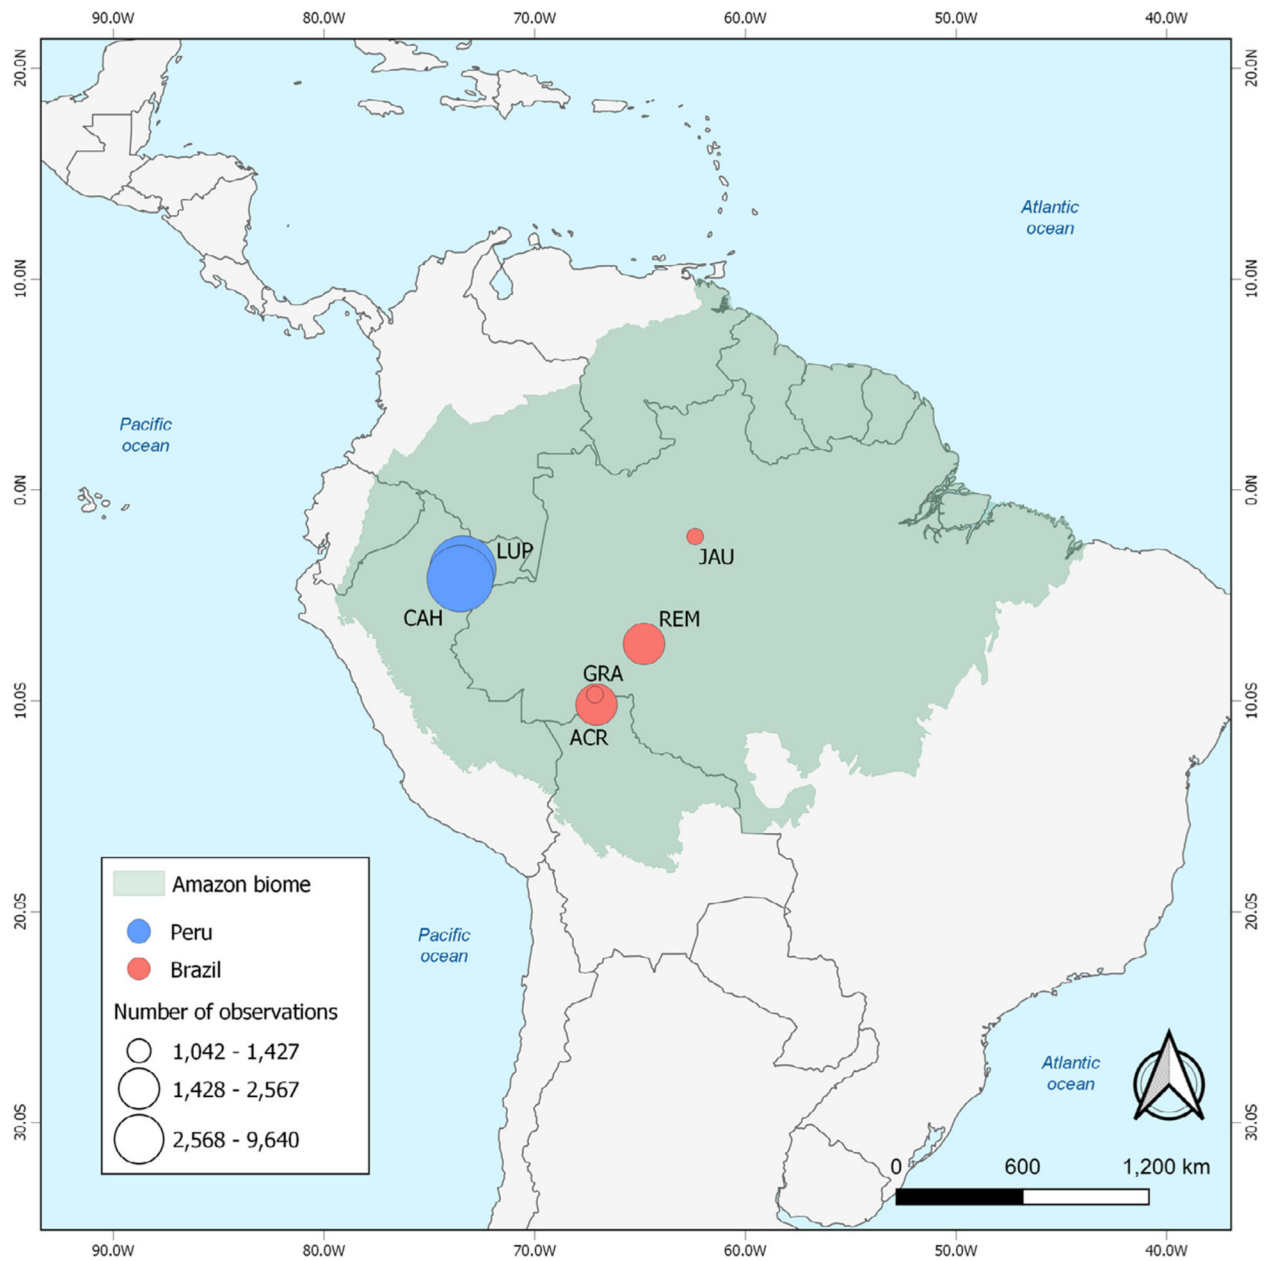 90.0W 80.0W 70.0W 60.0W 50.0W 40.0W
20.0N 20.0N
Atlantic
ocean
10.0N 10.0N
Pacific
ocean
0.0N 0.0N
LUP
JAU
CAH
REM
GRA
10.0S 10.0S
ACR
Amazon biome
Peru
Brazil
Number of observations
1,042 - 1,427
1,428 - 2,567
2,568 - 9,640
20.0S 20.0S
Pacific
ocean
Atlantic
ocean
30.0S 30.0S
0 600 1,200 km
90.0W 80.0W 70.0W 60.0W 50.0W 40.0W